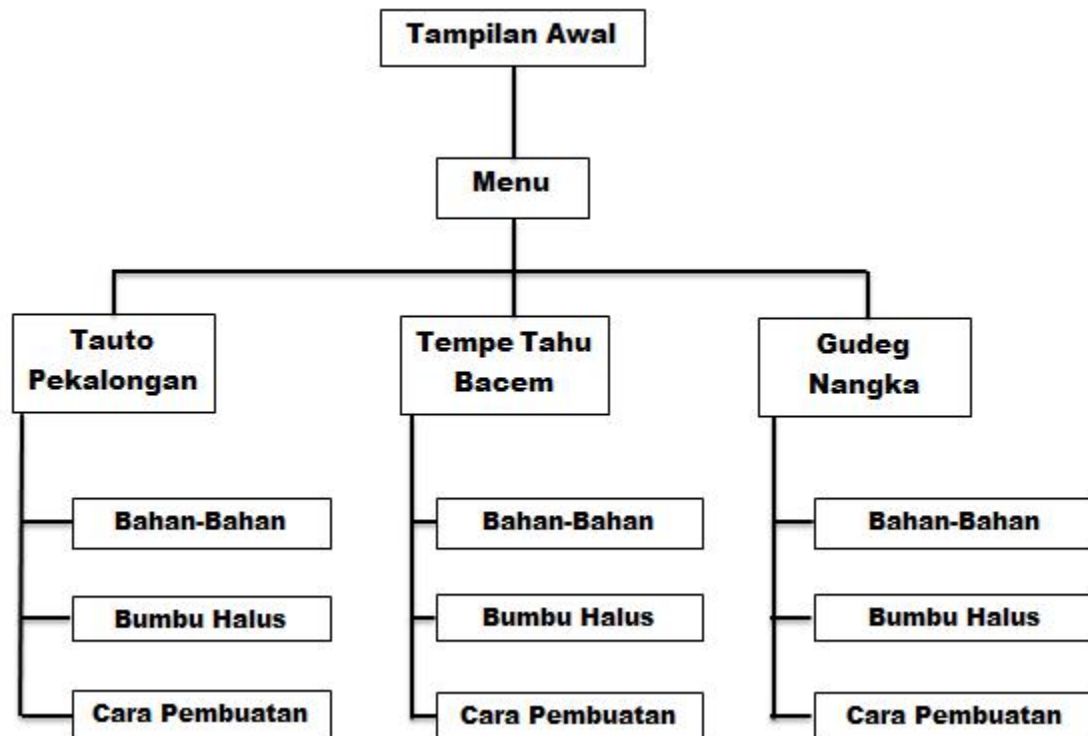 Tampilan Awal
Menu
Tauto
Pekalongan
Bahan-Bahan
Bumbu Halus
Cara Pembuatan
Tempe Tahu
Bacem
Bahan-Bahan
Bumbu Halus
Cara Pembuatan
Gudeg
Nangka
Bahan-Bahan
Bumbu Halus
Cara Pembuatan